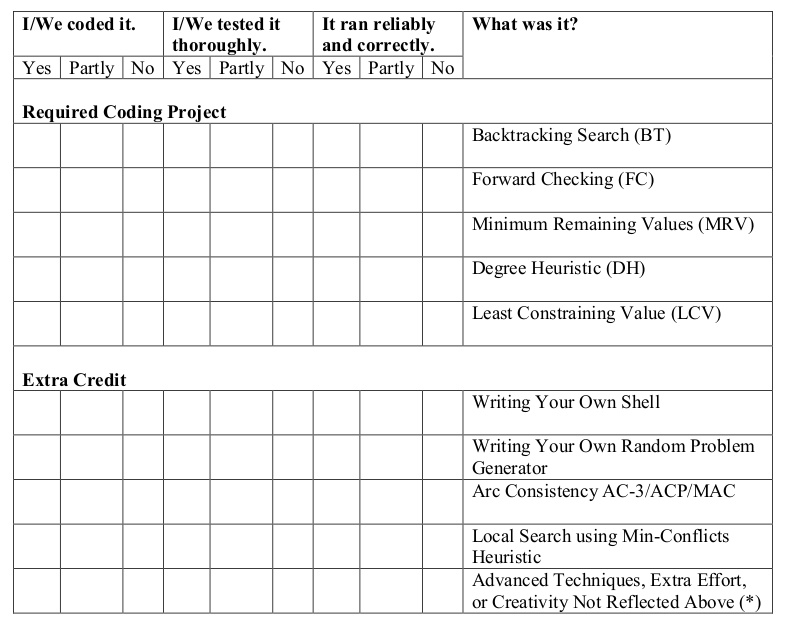 I/We coded it. I/We tested it thoroughly. It ran reliably and correctly. What was it?
Yes Partly No Yes Partly No Yes Partly No
Required Coding Project
Backtracking Search (BT)
Forward Checking (FC)
Minimum Remaining Values (MRV)
Degree Heuristic (DH)
Least Constraining Value (LCV)
Extra Credit
Writing Your Own Shell
Writing Your Own Random Problem
Generator
Arc Consistency AC-3/ACP/MAC
Local Search using Min-Conflicts
Heuristic
Advanced Techniques, Extra Effort,
or Creativity Not Reflected Above (*)